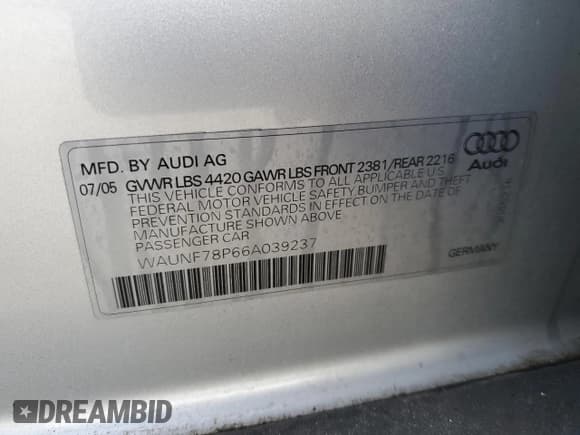 MFD. BY AUDI AG
07/05 GVWR LBS 4420 GAWR LBS FRONT 2381/REAR 2216
THIS VEHICLE CONFORMS TO ALL APPLICABLE U.S.
FEDERAL MOTOR VEHICLE SAFETY,BUMPER AND THEFT
PREVENTION STANDARDS IN EFFECT ON THE DATE OF
MANUFACTURE SHOWN ABOVE
PASSENGER CAR
WAUNF78P66A039237
Audi
GERMANY
DREAMBID